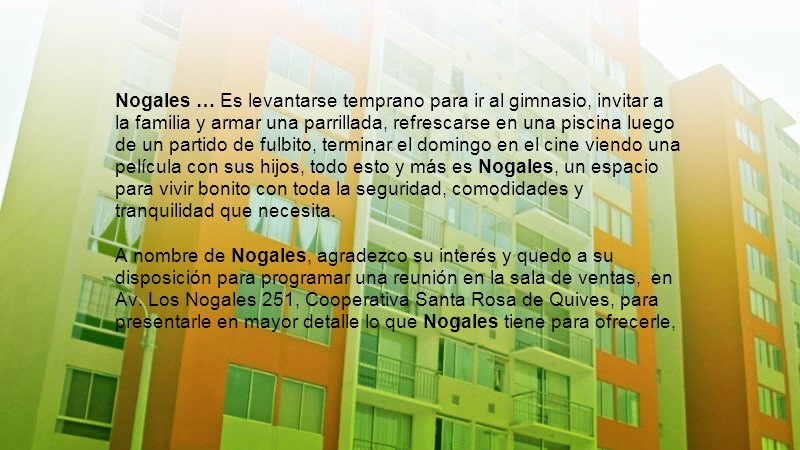 Nogales … Es levantarse temprano para ir al gimnasio, invitar a
la familia y armar una parrillada, refrescarse en una piscina luego
de un partido de fulbito, terminar el domingo en el cine viendo una
película con sus hijos, todo esto y más es Nogales, un espacio
para vivir bonito con toda la seguridad, comodidades y
tranquilidad que necesita.
A nombre de Nogales, agradezco su interés y quedo a su
disposición para programar una reunión en la sala de ventas, en
Av. Los Nogales 251, Cooperativa Santa Rosa de Quives, para
presentarle en mayor detalle lo que Nogales tiene para ofrecerle,